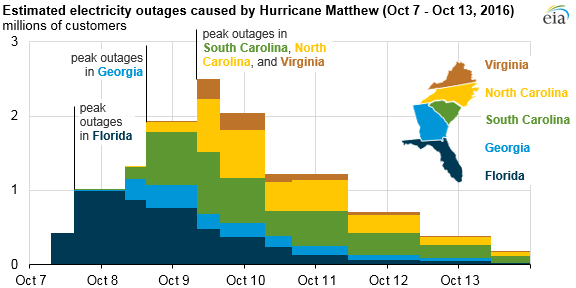 Estimated electricity outages caused by Hurricane Matthew (Oct 7 - Oct 13, 2016)
millions of customers
eia
peak outages in
South Carolina, North
Carolina, and Virginia
peak outages
in Georgia
peak
outages
in Florida
Virginia
North Carolina
South Carolina
Georgia
Florida
3
2
1
0
Oct 7
Oct 8
Oct 9
Oct 10
Oct 11
Oct 12
Oct 13